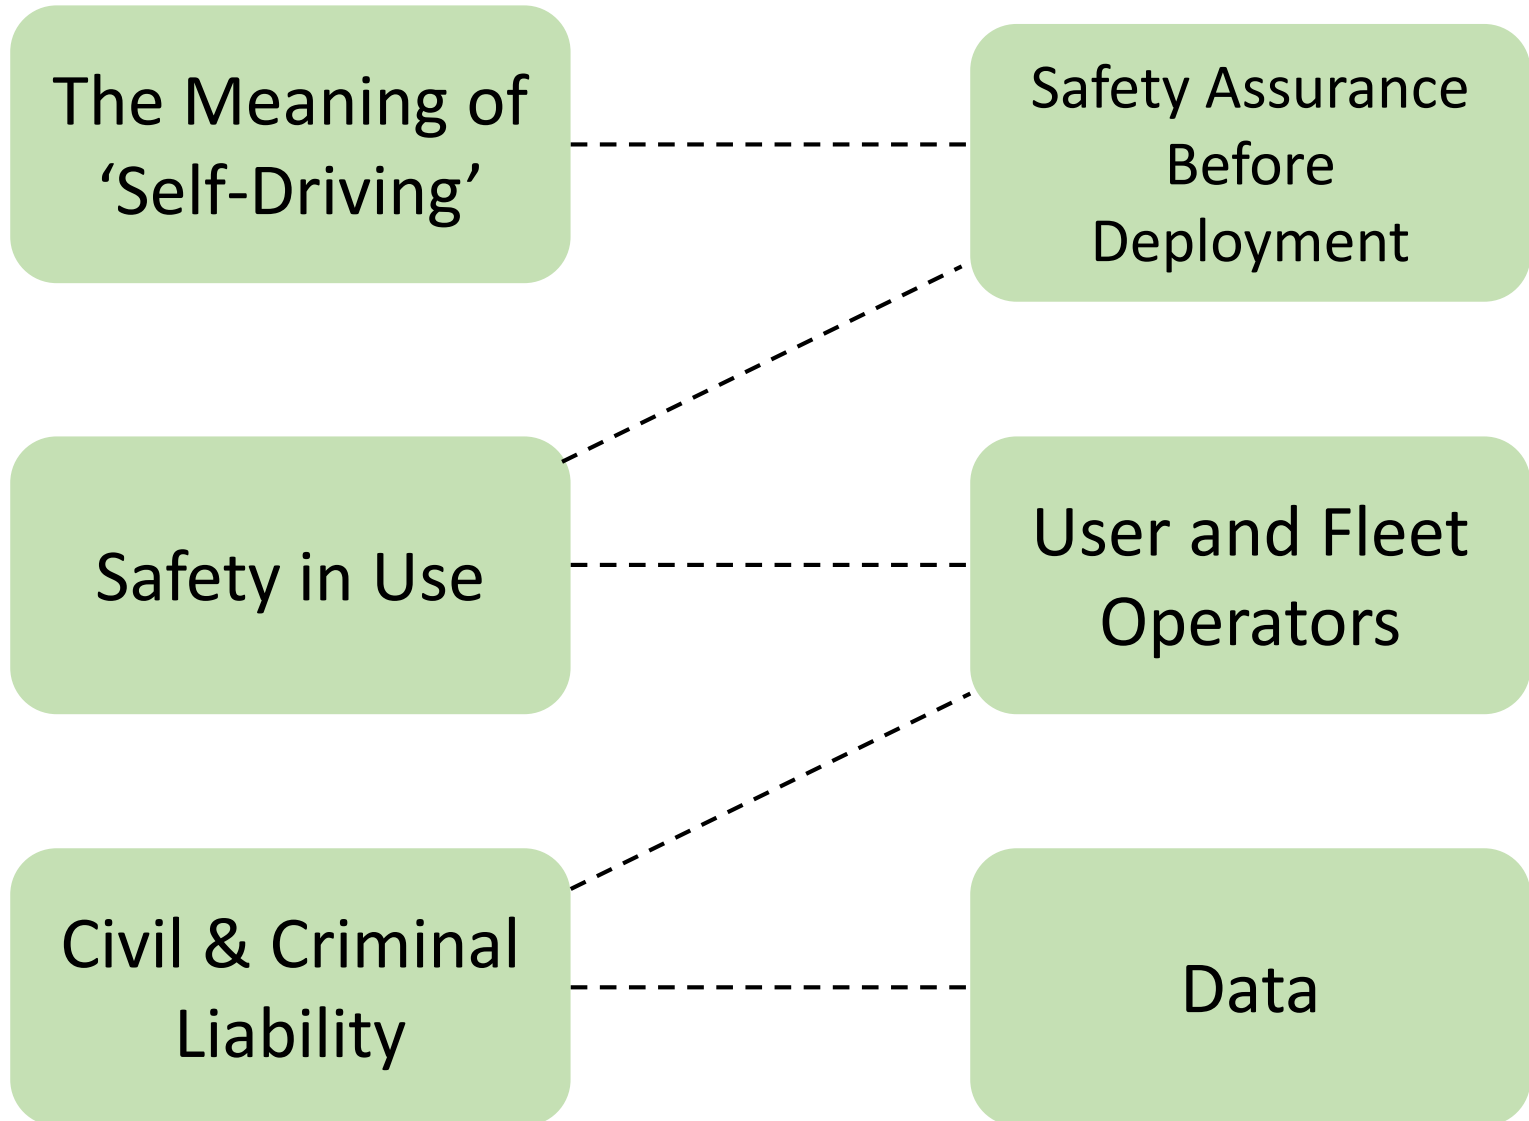 The Meaning of
‘Self-Driving’
Safety Assurance
Before
Deployment
Safety in Use
User and Fleet
Operators
Civil & Criminal
Liability
Data